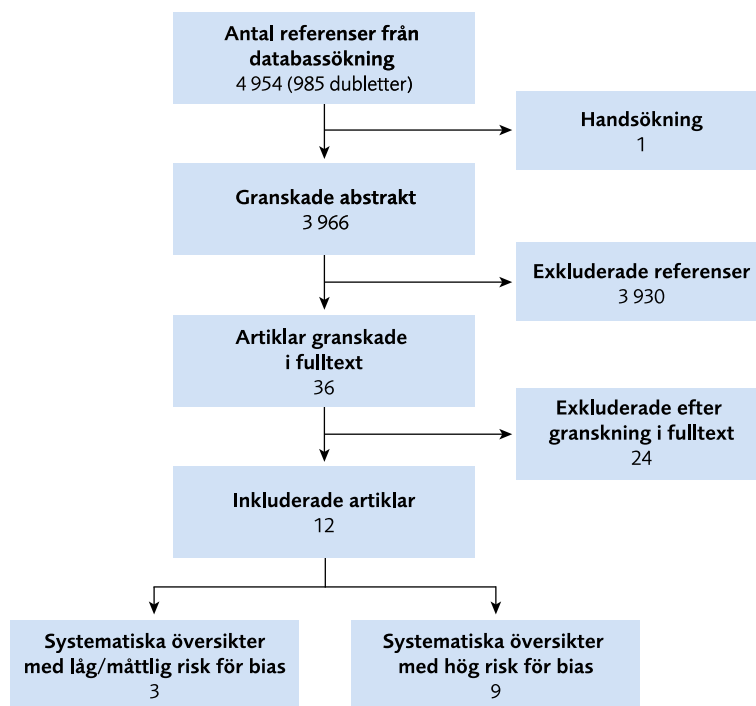 Antal referenser från
databassökning
4 954 (985 dubletter)
Handsökning
1
Granskade abstrakt
3 966
Exkluderade referenser
3 930
Artiklar granskade
i fulltext
36
Exkluderade efter
granskning i fulltext
24
Inkluderade artiklar
12
Systematiska översikter
med låg/måttlig risk för bias
3
Systematiska översikter
med hög risk för bias
9